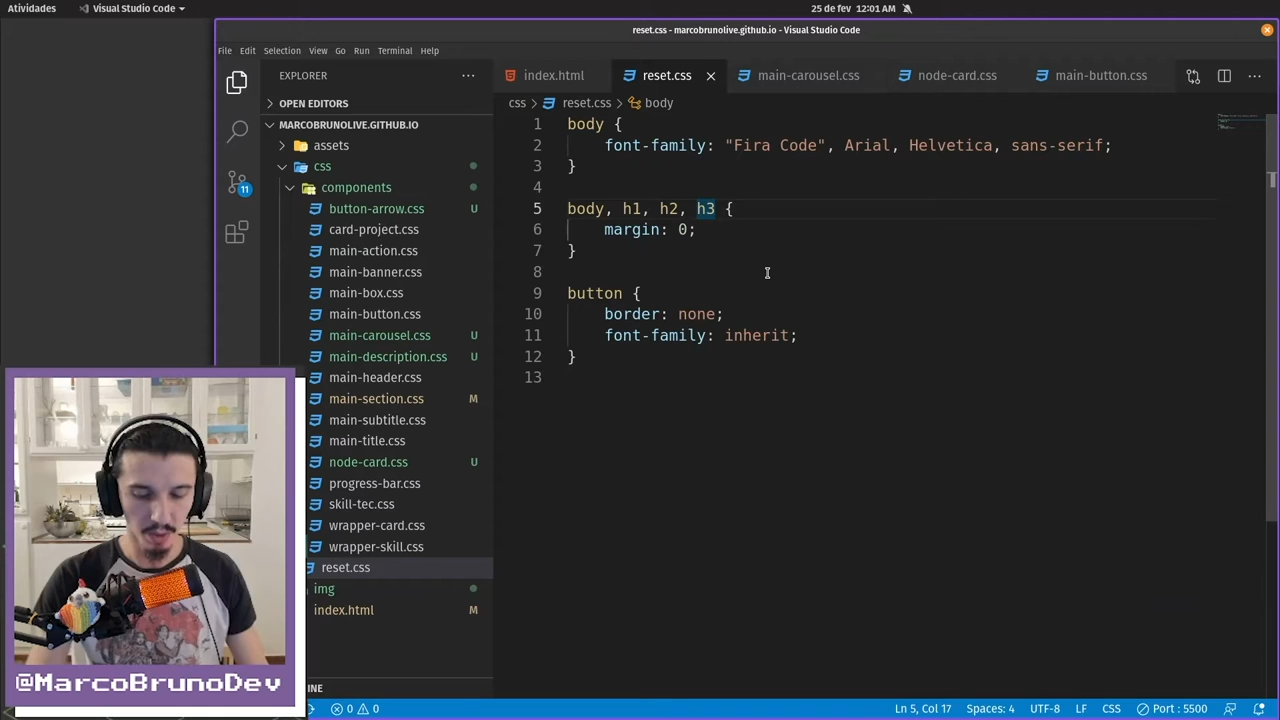 Atividades
Visual Studio Code
25 de fev 12:01 AM
reset.css - marcobrunolive.github.io - Visual Studio Code
File Edit Selection View Go Run Terminal Help
EXPLORER
OPEN EDITORS
MARCOBRUNOLIVE.GITHUB.IO
assets
css
components
button-arrow.css U
card-project.css
main-action.css
main-banner.css
main-box.css
main-button.css
main-carousel.css U
main-description.css U
main-header.css
main-section.css M
main-subtitle.css
main-title.css
node-card.css U
progress-bar.css
skill-tec.css
wrapper-card.css
wrapper-skill.css
reset.css
img
index.html M
INE
11
index.html reset.css main-carousel.css node-card.css main-button.css
css > reset.css > body
1 body {
2 font-family: "Fira Code", Arial, Helvetica, sans-serif;
3 }
4
5 body, h1, h2, h3 {
6 margin: 0;
7 }
8
9 button {
10 border: none;
11 font-family: inherit;
12 }
13
@MarcoBrunoDev
0 0 Ln 5, Col 17 Spaces: 4 UTF-8 LF CSS Port : 5500